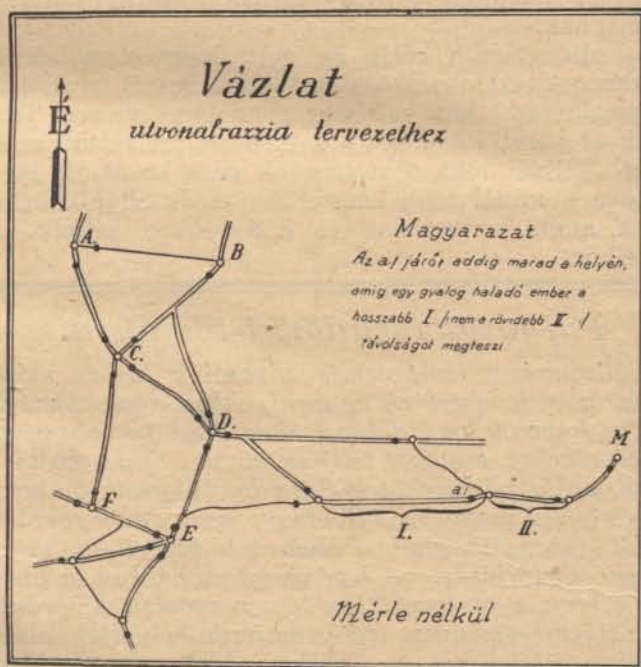 Vázlat
utvonalrazzia tervezethez
É
Magyarazat
Az a./ járőr addig marad a helyén,
amig egy gyalog haladó ember a
hosszabb I. /nem a rövidebb II./
távolságot megteszi
A.
B
C.
D.
M
a./
F
E
I.
II.
Mérle nélkül